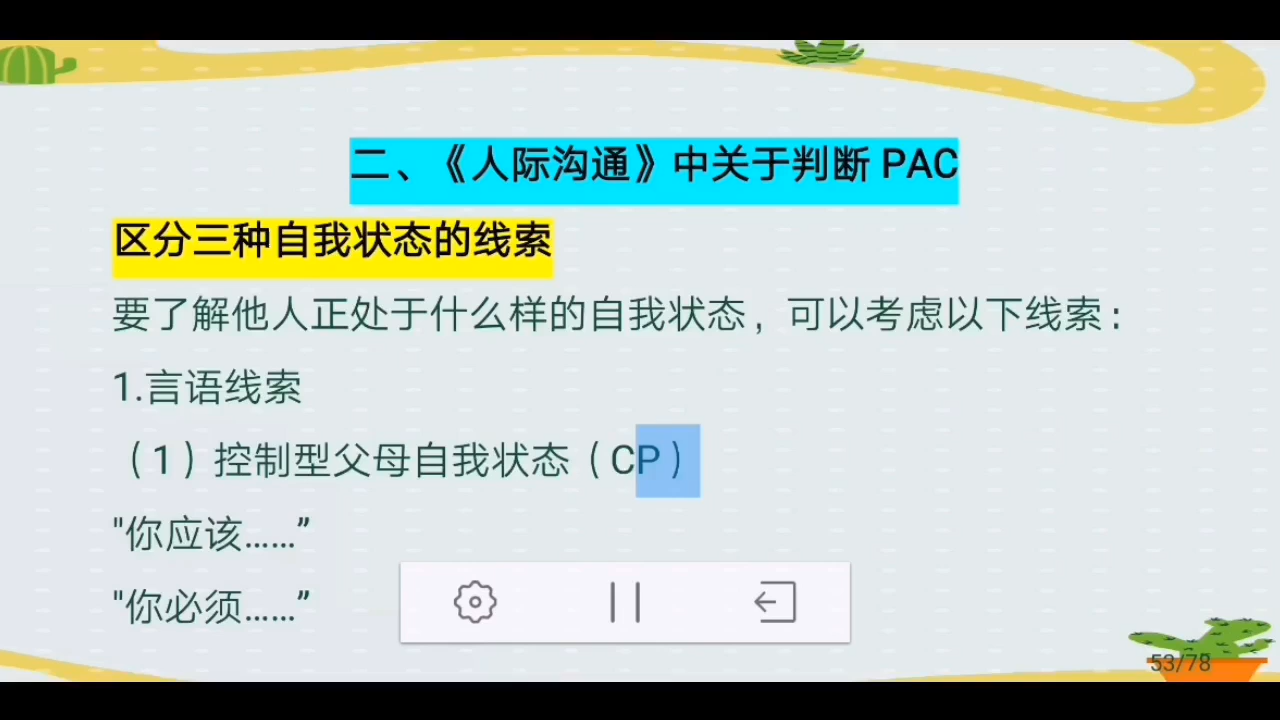 二、《人际沟通》中关于判断 PAC
区分三种自我状态的线索
要了解他人正处于什么样的自我状态，可以考虑以下线索：
1.言语线索
（1）控制型父母自我状态（CP）
"你应该……”
"你必须……”
53/78